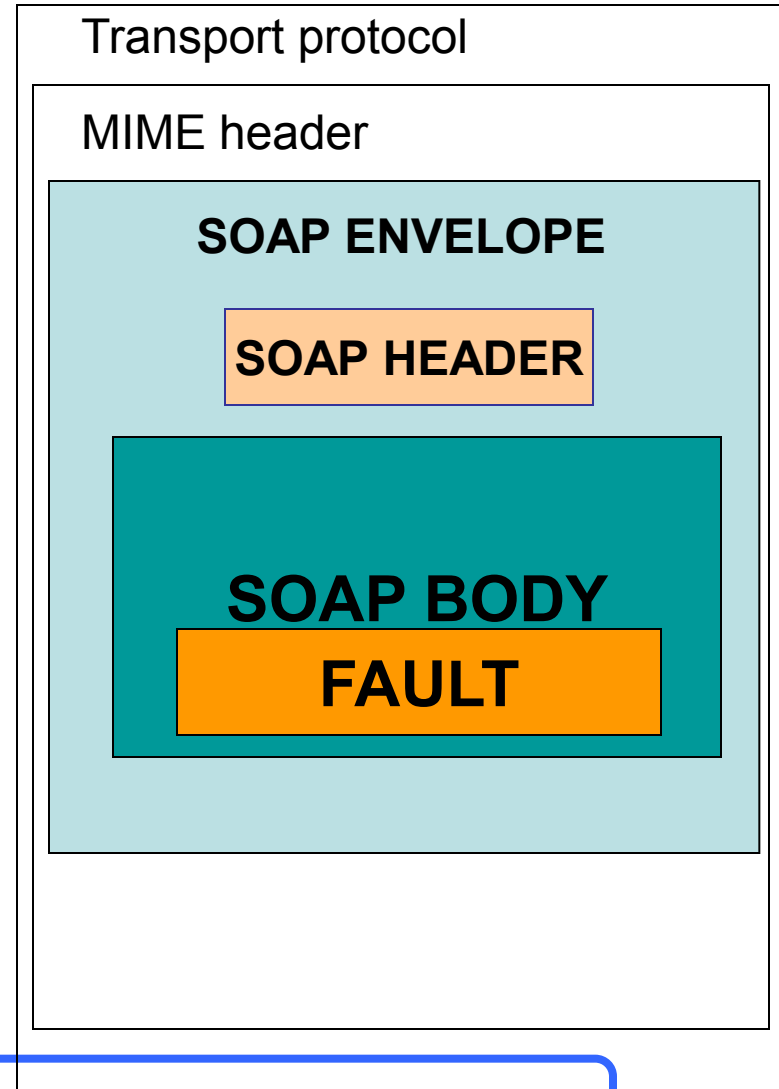 Transport protocol
MIME header
SOAP ENVELOPE
SOAP HEADER
SOAP BODY
FAULT